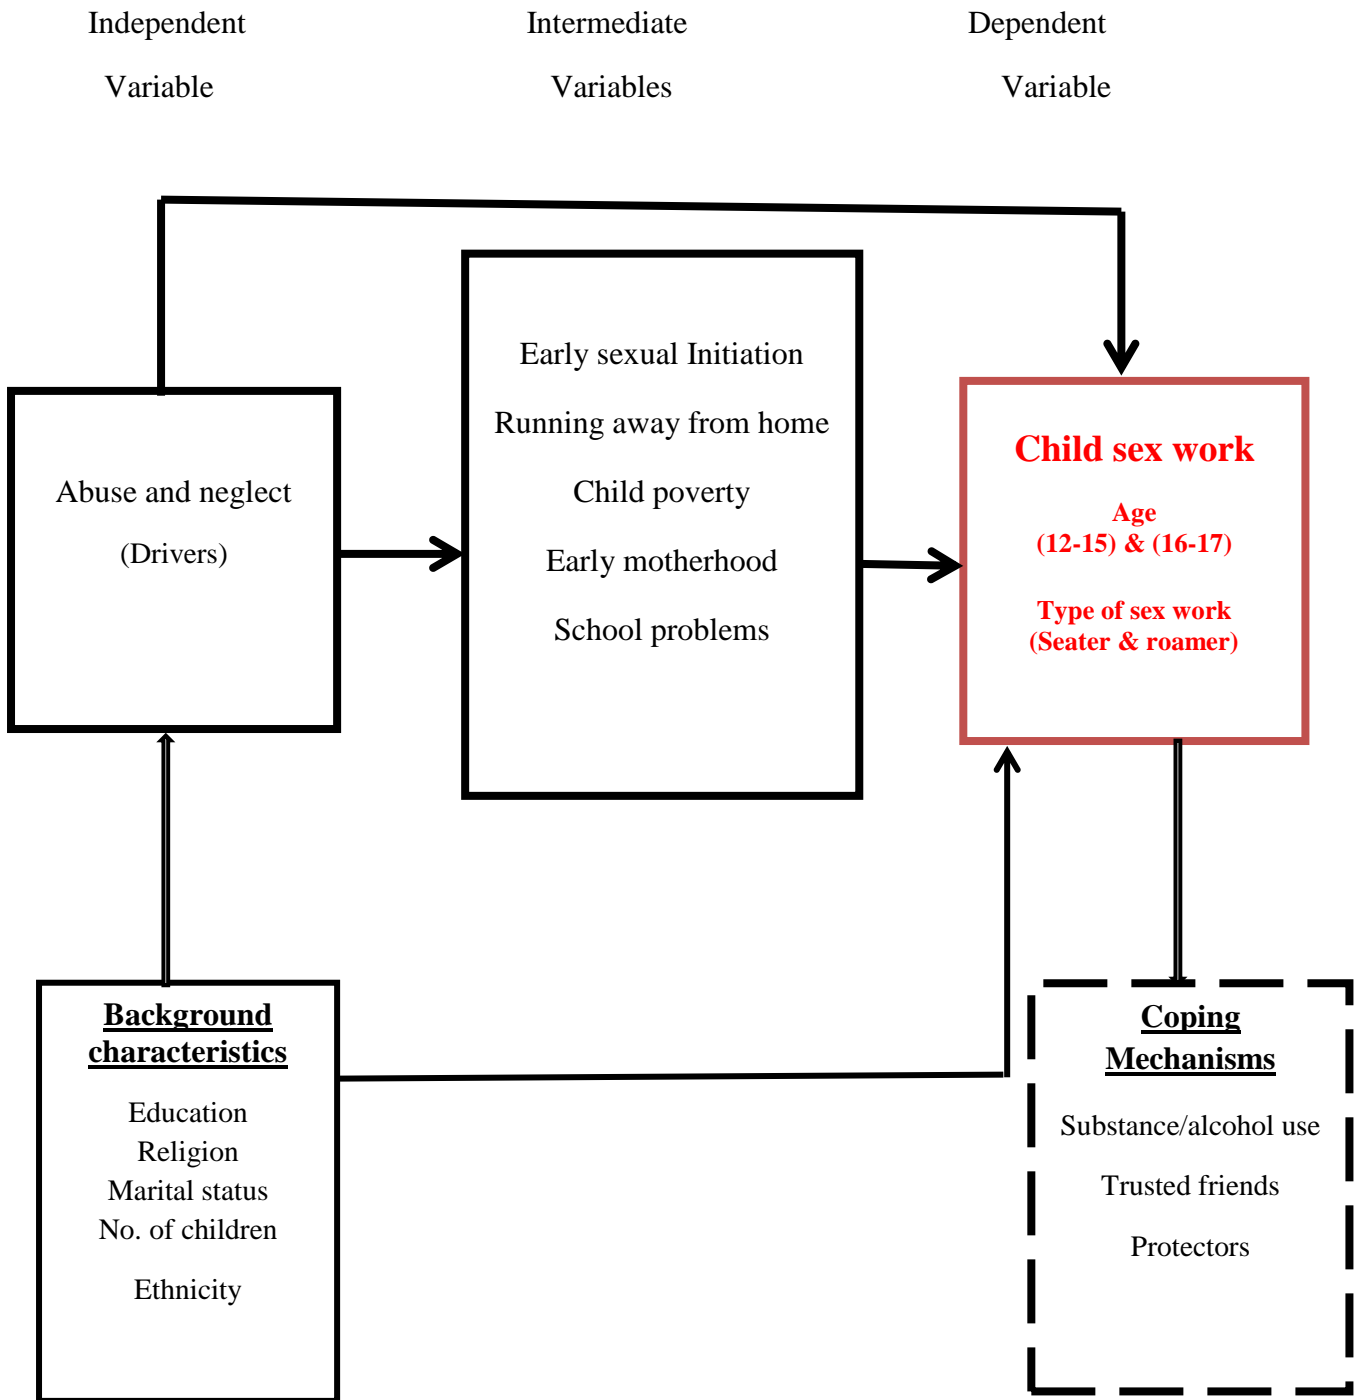 Independent
Variable
Intermediate
Variables
Dependent
Variable
Abuse and neglect
(Drivers)
Early sexual Initiation
Running away from home
Child poverty
Early motherhood
School problems
Child sex work
Age
(12-15) & (16-17)
Type of sex work
(Seater & roamer)
Background
characteristics
Education
Religion
Marital status
No. of children
Ethnicity
Coping
Mechanisms
Substance/alcohol use
Trusted friends
Protectors